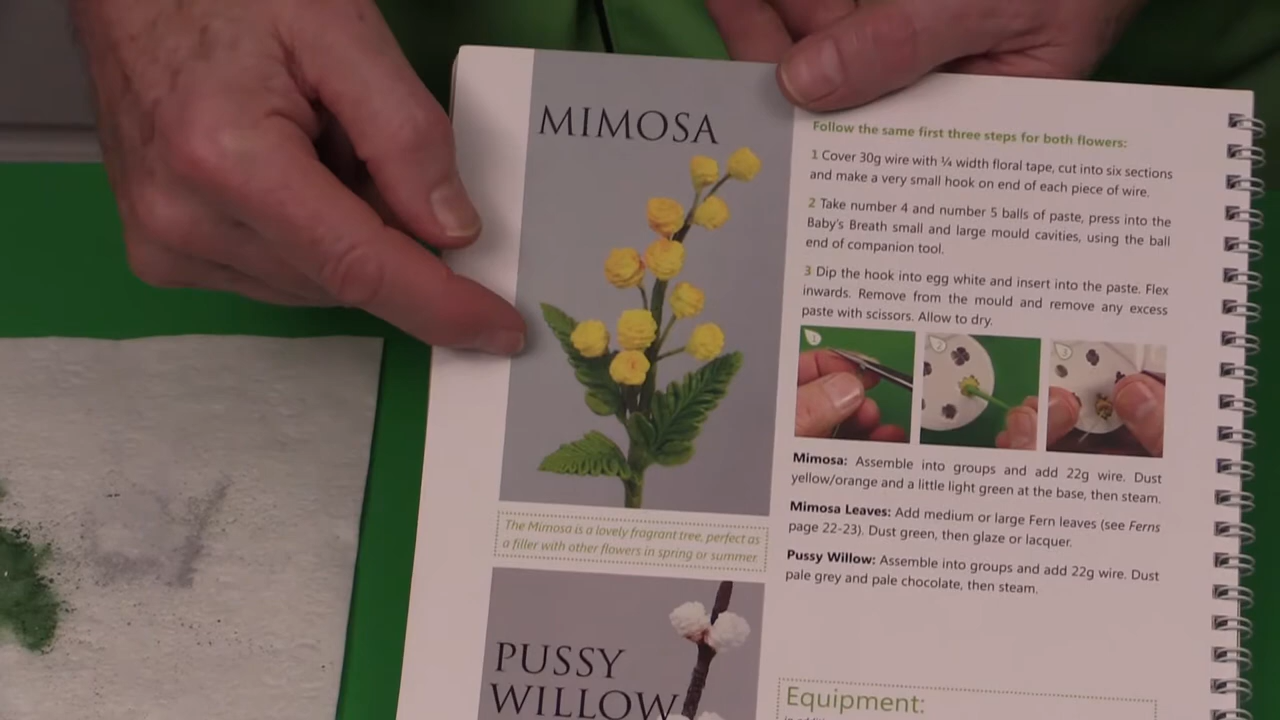 MIMOSA
The Mimosa is a lovely fragrant tree, perfect as
a filler with other flowers in spring or summer.
PUSSY
WILLOW
Follow the same first three steps for both flowers:
1 Cover 30g wire with ¼ width floral tape, cut into six sections
and make a very small hook on end of each piece of wire.
2 Take number 4 and number 5 balls of paste, press into the
Baby's Breath small and large mould cavities, using the ball
end of companion tool.
3 Dip the hook into egg white and insert into the paste. Flex
inwards. Remove from the mould and remove any excess
paste with scissors. Allow to dry.
1
2
3
Mimosa: Assemble into groups and add 22g wire. Dust
yellow/orange and a little light green at the base, then steam.
Mimosa Leaves: Add medium or large Fern leaves (see Ferns
page 22-23). Dust green, then glaze or lacquer.
Pussy Willow: Assemble into groups and add 22g wire. Dust
pale grey and pale chocolate, then steam.
Equipment: